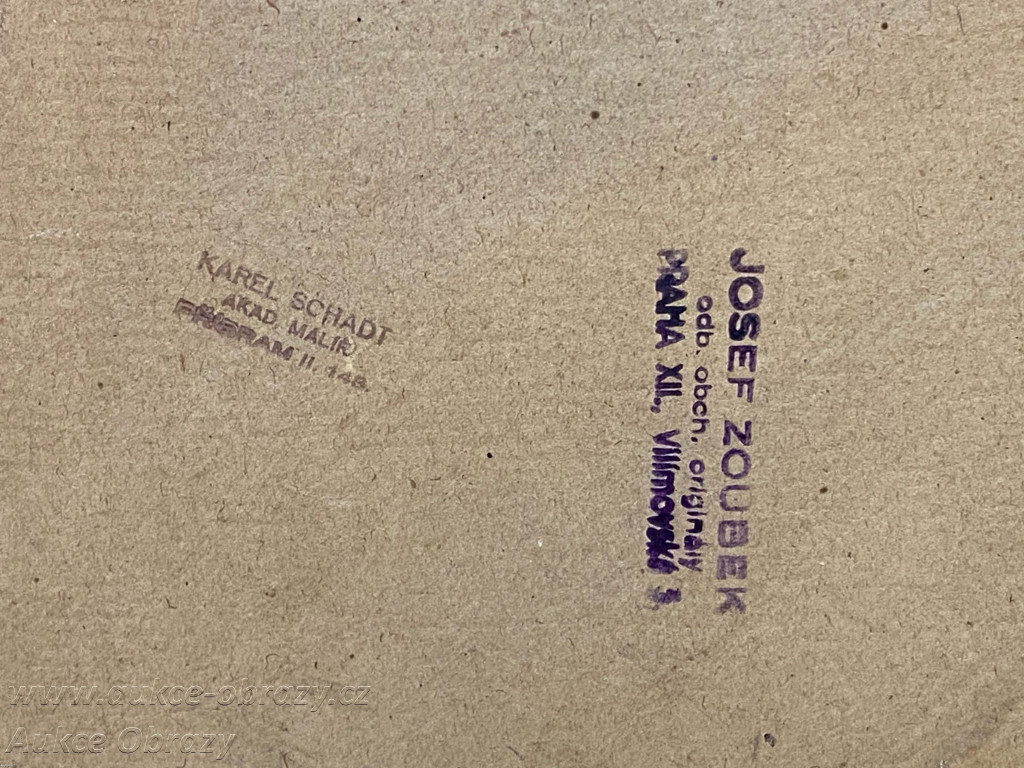 KAREL SCHADT
AKAD. MALÍŘ
PŘÍBRAM II, 148.
JOSEF ZOUBEK
odb. obch. originály
PRAHA XII., Vilímovská 3.
www.aukce-obrazy.cz
Aukce Obrazy